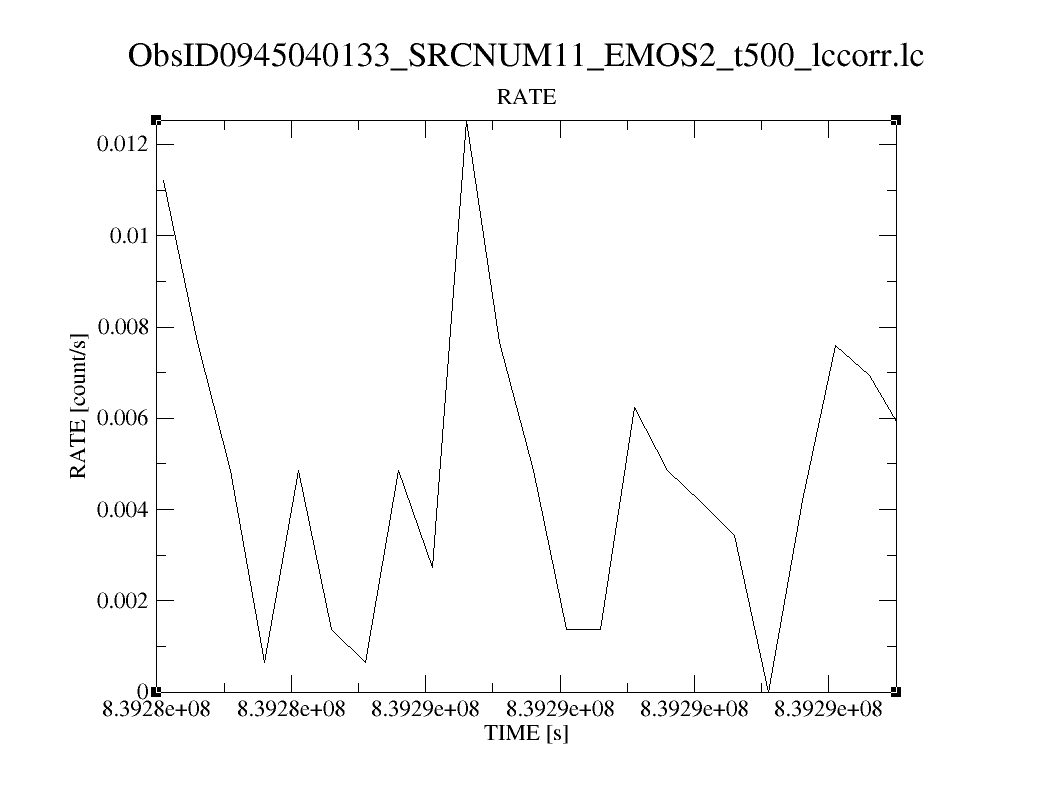 ObsID0945040133_SRCNUM11_EMOS2_t500_lccorr.lc
RATE
0.012
0.01
0.008
0.006
0.004
0.002
0
RATE [count/s]
8.3928e+08 8.3928e+08 8.3929e+08 8.3929e+08 8.3929e+08 8.3929e+08
TIME [s]